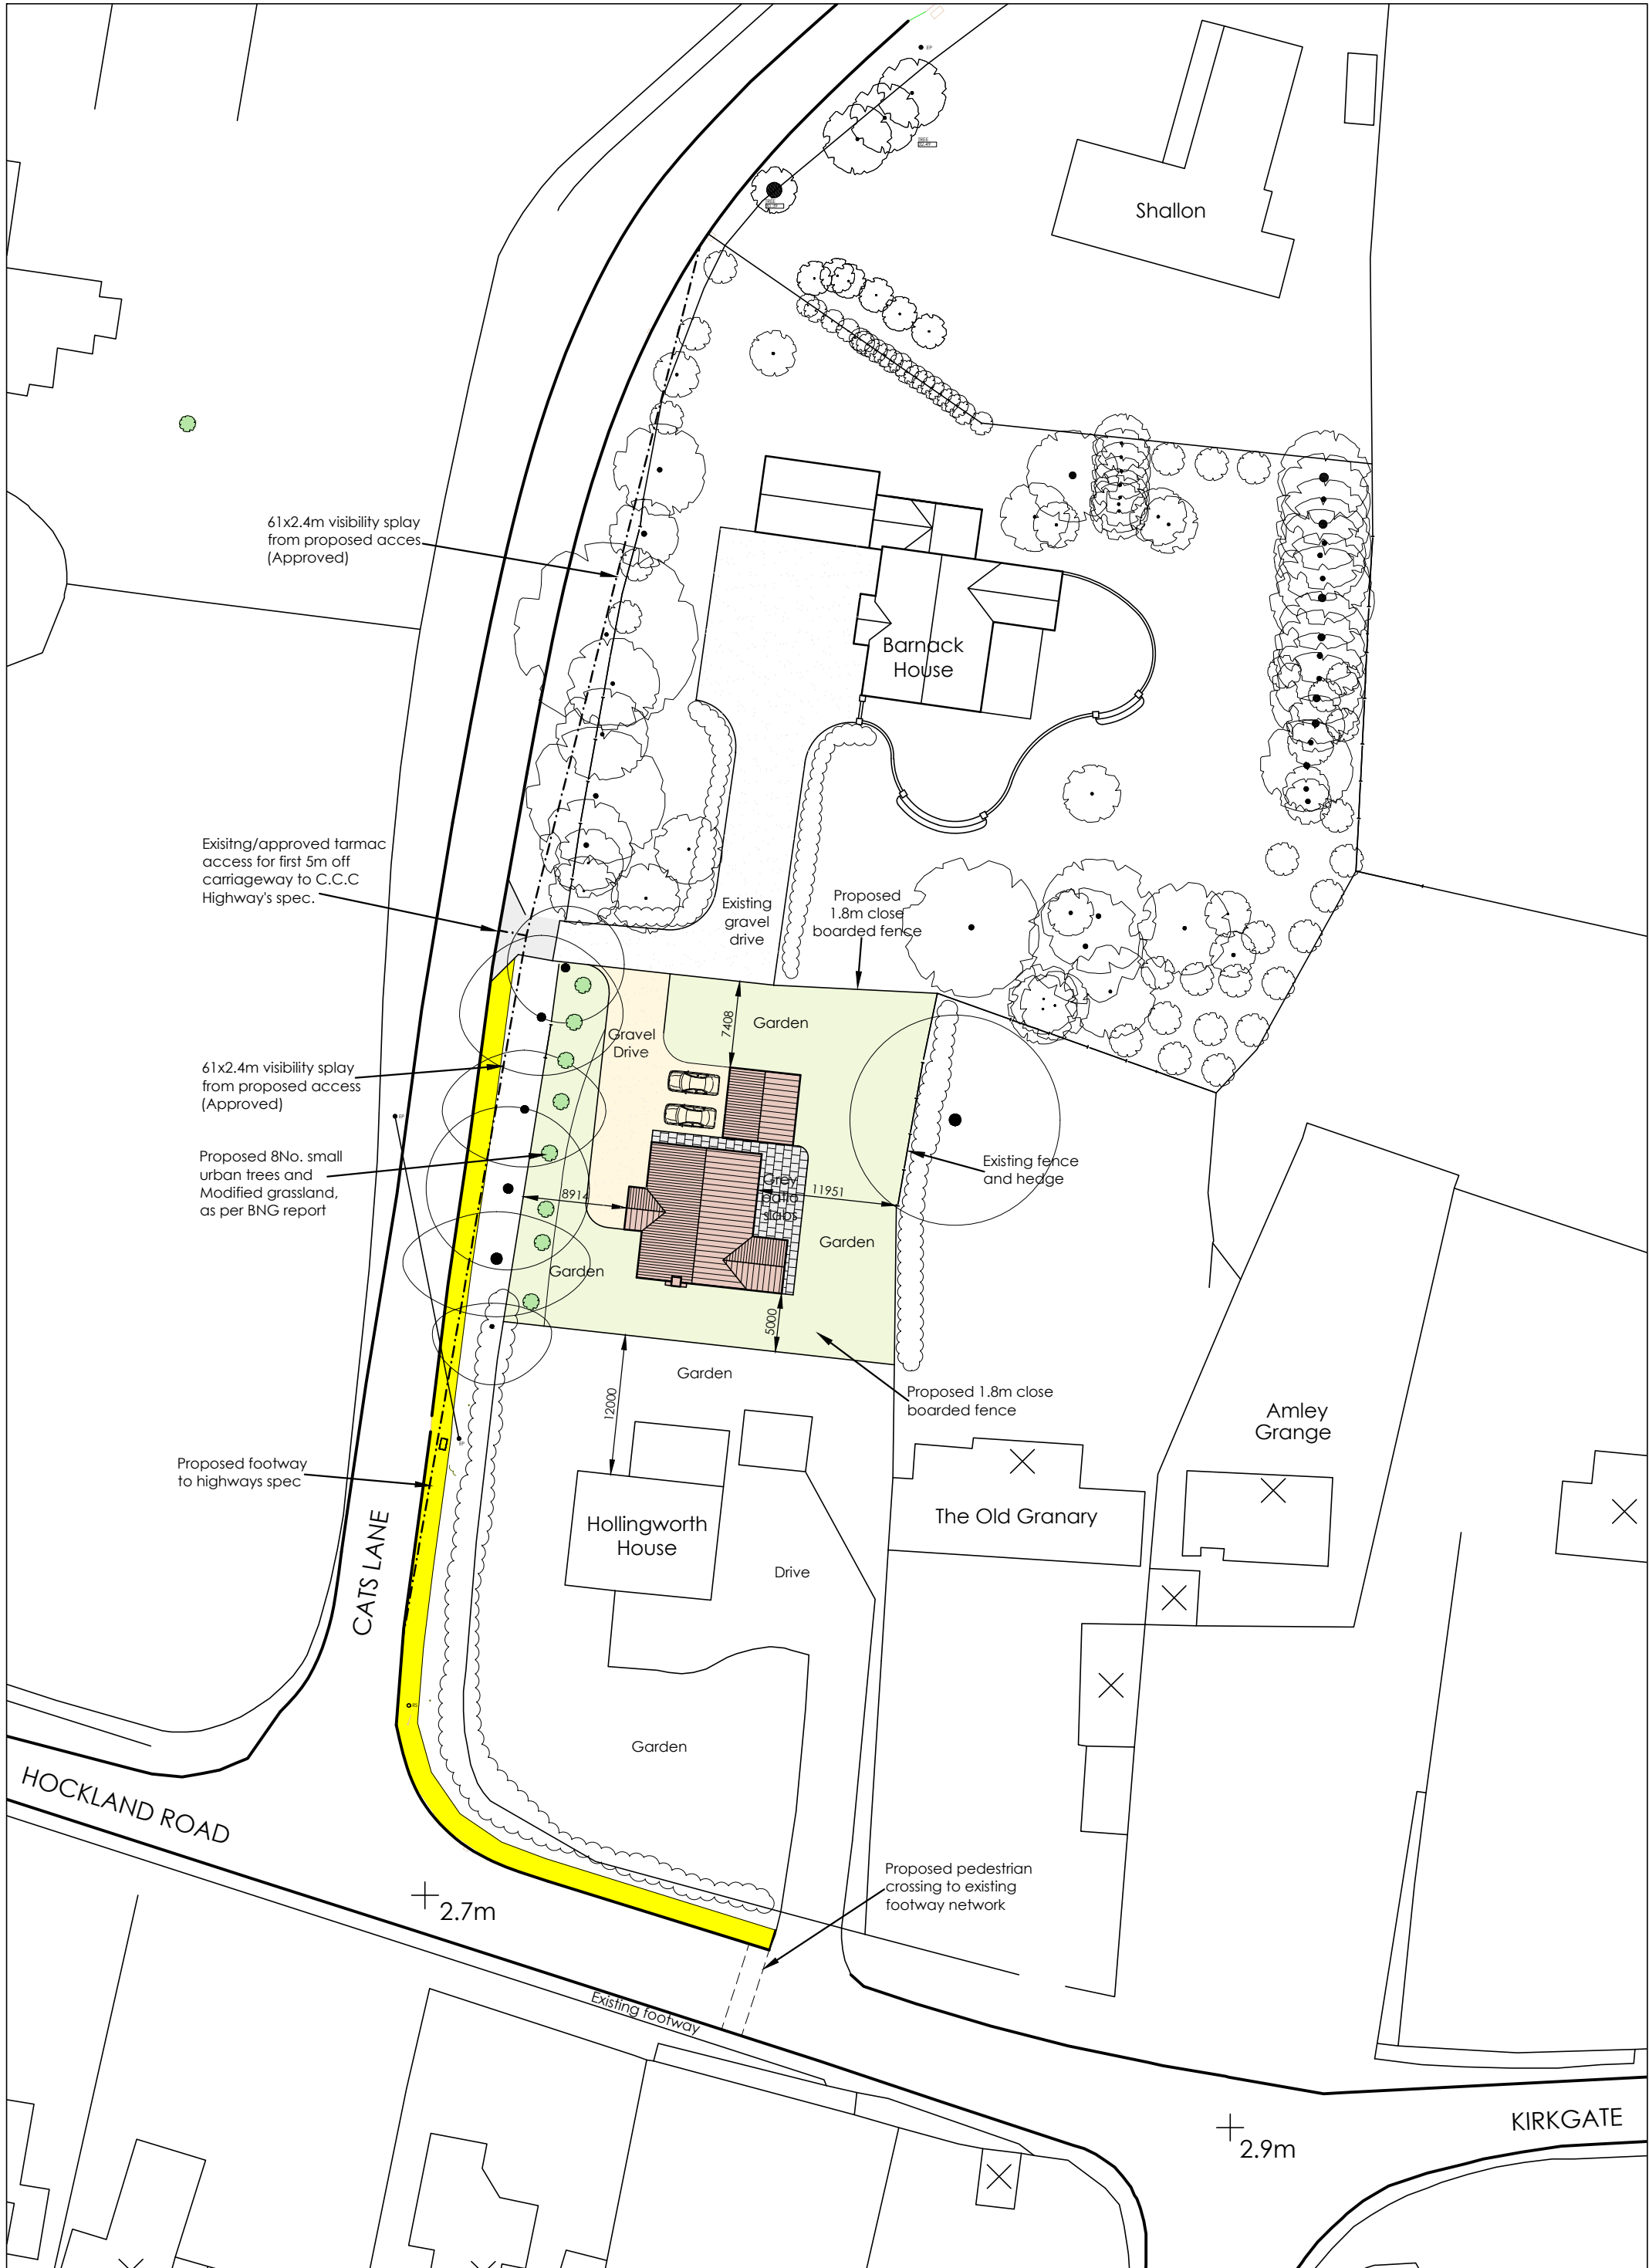 Shallon
61x2.4m visibility splay
from proposed acces
(Approved)
Barnack
House
Exisitng/approved tarmac
access for first 5m off
carriageway to C.C.C
Highway's spec.
Existing
gravel
drive
Proposed
1.8m close
boarded fence
Gravel
Drive
7408
Garden
61x2.4m visibility splay
from proposed access
(Approved)
Proposed 8No. small
urban trees and
Modified grassland,
as per BNG report
8914
Grey
patio
slabs
11951
Existing fence
and hedge
Garden
Garden
5000
Garden
12000
Proposed 1.8m close
boarded fence
Amley
Grange
Proposed footway
to highways spec
CATS LANE
Hollingworth
House
The Old Granary
Drive
Garden
HOCKLAND ROAD
2.7m
Proposed pedestrian
crossing to existing
footway network
Existing footway
KIRKGATE
2.9m